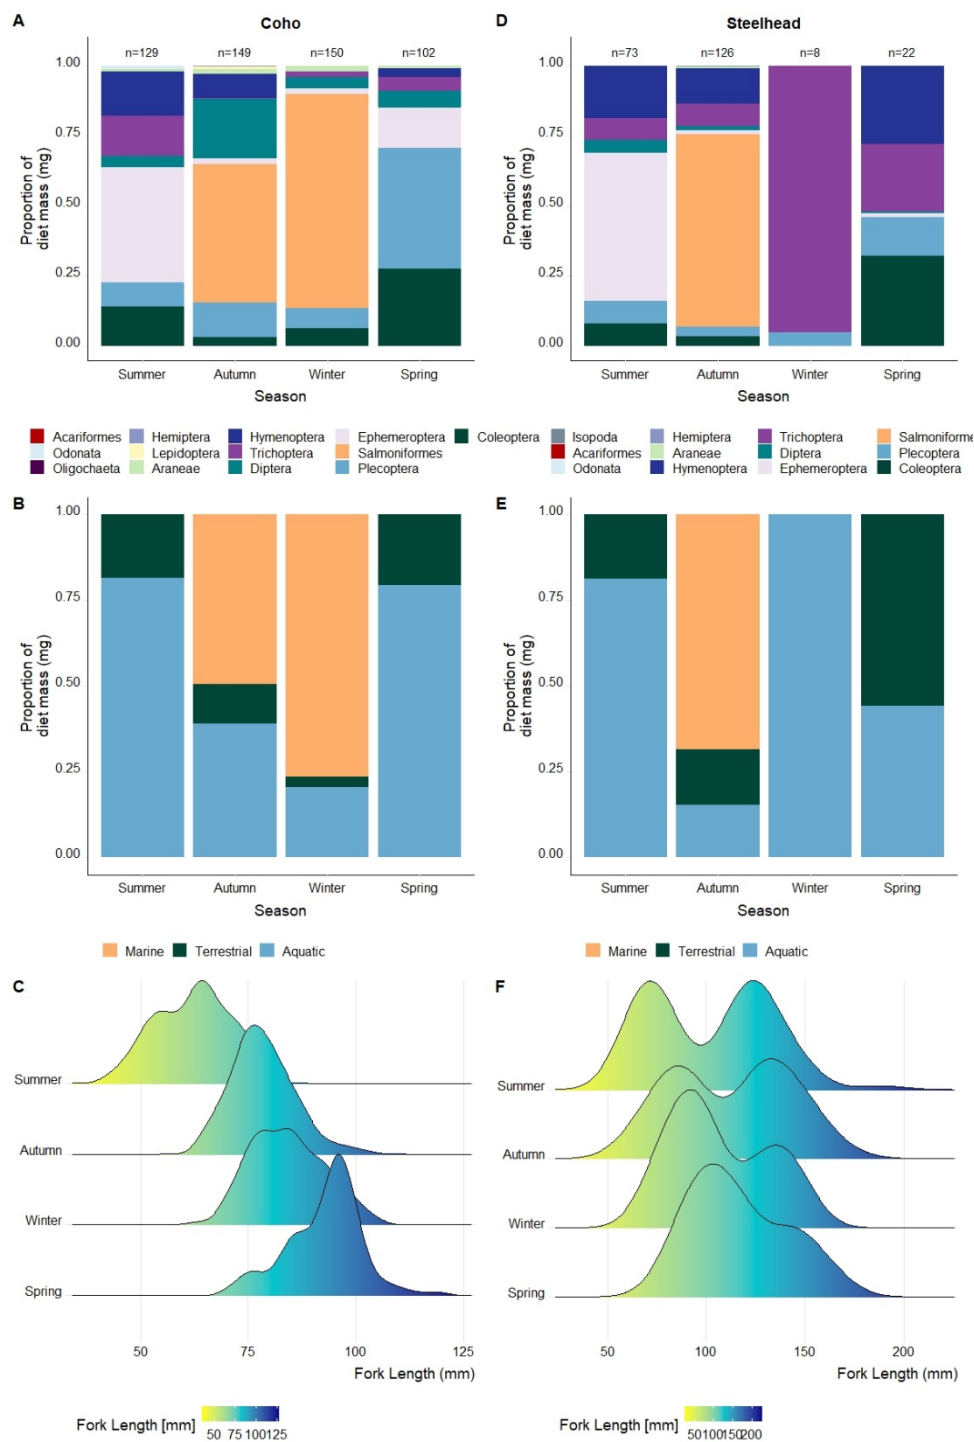 A
Coho
n=129 n=149 n=150 n=102
Proportion of
diet mass (mg)
1.00
0.75
0.50
0.25
0.00
Summer Autumn Winter Spring
Season
D
Steelhead
n=73 n=126 n=8 n=22
Proportion of
diet mass (mg)
1.00
0.75
0.50
0.25
0.00
Summer Autumn Winter Spring
Season
Acariformes Hemiptera Hymenoptera Ephemeroptera Coleoptera
Odonata Lepidoptera Trichoptera Salmoniformes
Oligochaeta Araneae Diptera Plecoptera
Isopoda Hemiptera Trichoptera Salmoniforme
Acariformes Araneae Diptera Plecoptera
Odonata Hymenoptera Ephemeroptera Coleoptera
B
Proportion of
diet mass (mg)
1.00
0.75
0.50
0.25
0.00
Summer Autumn Winter Spring
Season
Marine Terrestrial Aquatic
E
Proportion of
diet mass (mg)
1.00
0.75
0.50
0.25
0.00
Summer Autumn Winter Spring
Season
Marine Terrestrial Aquatic
C
Summer
Autumn
Winter
Spring
50 75 100 125
Fork Length (mm)
Fork Length [mm]
50 75 100 125
F
Summer
Autumn
Winter
Spring
50 100 150 200
Fork Length (mm)
Fork Length [mm]
50 100 150 200